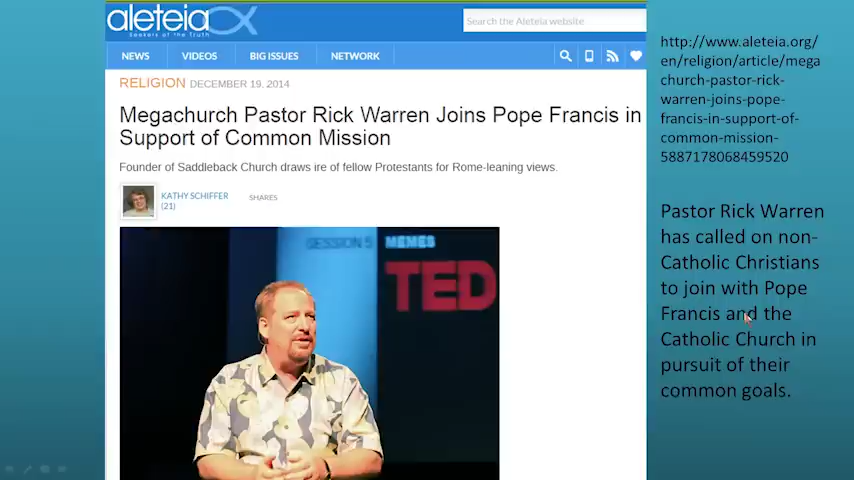 aleteia
Seekers of the Truth
Search the Aleteia website
NEWS
VIDEOS
BIG ISSUES
NETWORK
RELIGION DECEMBER 19, 2014
Megachurch Pastor Rick Warren Joins Pope Francis in
Support of Common Mission
Founder of Saddleback Church draws ire of fellow Protestants for Rome-leaning views.
KATHY SCHIFFER
(21)
SHARES
SESSION 5
MEMES
TED
http://www.aleteia.org/
en/religion/article/mega
church-pastor-rick-
warren-joins-pope-
francis-in-support-of-
common-mission-
5887178068459520
Pastor Rick Warren
has called on non-
Catholic Christians
to join with Pope
Francis and the
Catholic Church in
pursuit of their
common goals.